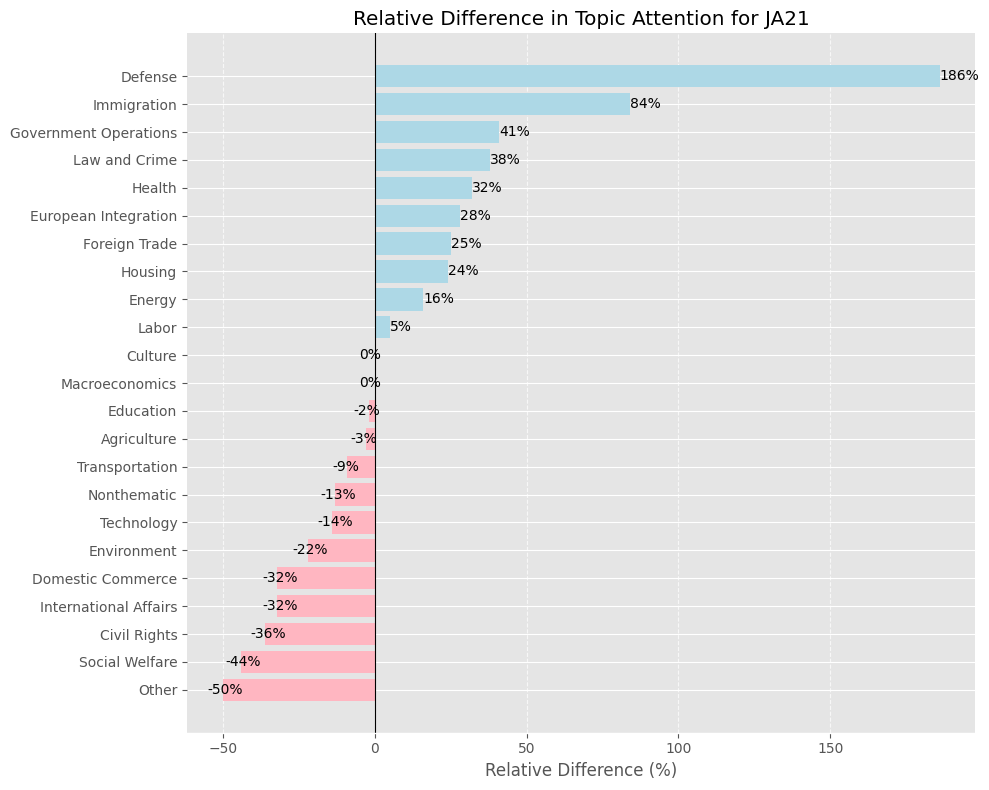 Relative Difference in Topic Attention for JA21
Defense 186%
Immigration 84%
Government Operations 41%
Law and Crime 38%
Health 32%
European Integration 28%
Foreign Trade 25%
Housing 24%
Energy 16%
Labor 5%
Culture 0%
Macroeconomics 0%
Education -2%
Agriculture -3%
Transportation -9%
Nonthematic -13%
Technology -14%
Environment -22%
Domestic Commerce -32%
International Affairs -32%
Civil Rights -36%
Social Welfare -44%
Other -50%
−50 0 50 100 150
Relative Difference (%)